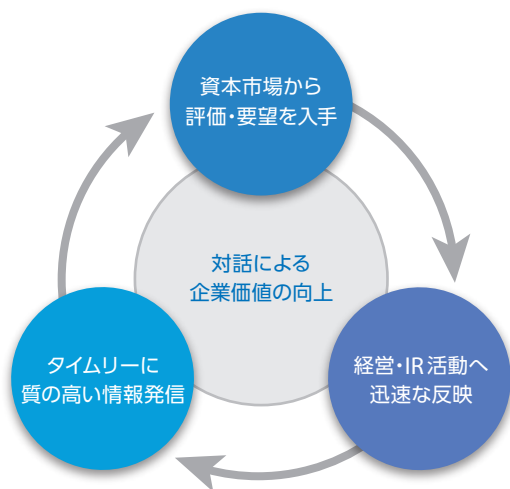 資本市場から
評価・要望を入手
対話による
企業価値の向上
タイムリーに
質の高い情報発信
経営・IR活動へ
迅速な反映